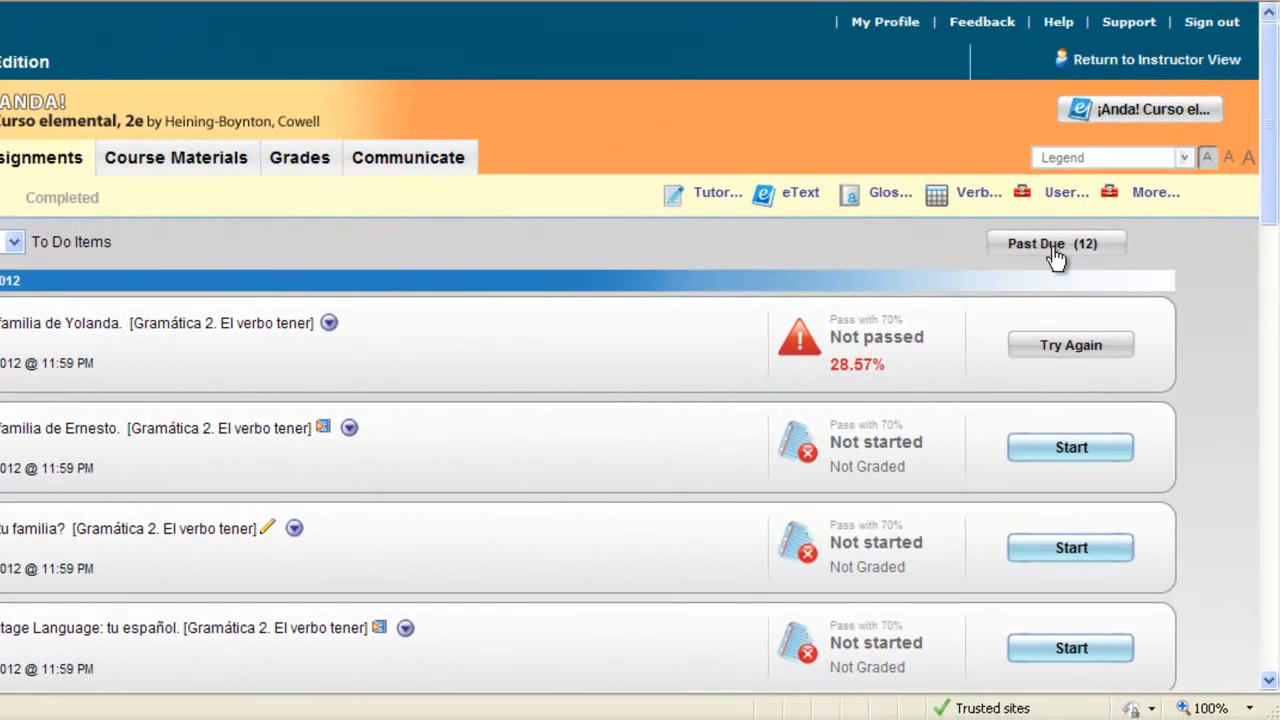 | My Profile | Feedback | Help | Support | Sign out
Edition
Return to Instructor View
ANDA!
Curso elemental, 2e by Heining-Boynton, Cowell
¡Anda! Curso el...
signments Course Materials Grades Communicate
Legend A A A
Completed
Tutor... eText Glos... Verb... User... More...
To Do Items
Past Due (12)
012
familia de Yolanda. [Gramática 2. El verbo tener]
Pass with 70%
Not passed
28.57%
Try Again
012 @ 11:59 PM
familia de Ernesto. [Gramática 2. El verbo tener]
Pass with 70%
Not started
Not Graded
Start
012 @ 11:59 PM
tu familia? [Gramática 2. El verbo tener]
Pass with 70%
Not started
Not Graded
Start
012 @ 11:59 PM
tage Language: tu español. [Gramática 2. El verbo tener]
Pass with 70%
Not started
Not Graded
Start
012 @ 11:59 PM
Trusted sites
100%